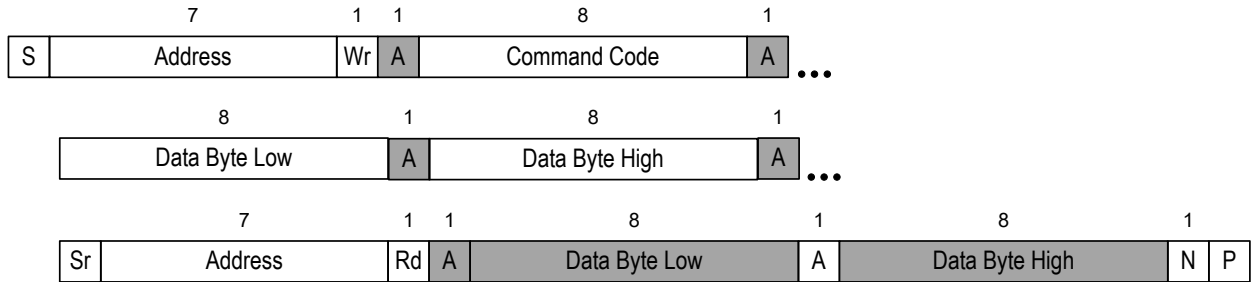 7 1 1 8 1
S Address Wr A Command Code A •••
8 1 8 1
Data Byte Low A Data Byte High A •••
7 1 1 8 1 8 1
Sr Address Rd A Data Byte Low A Data Byte High N P